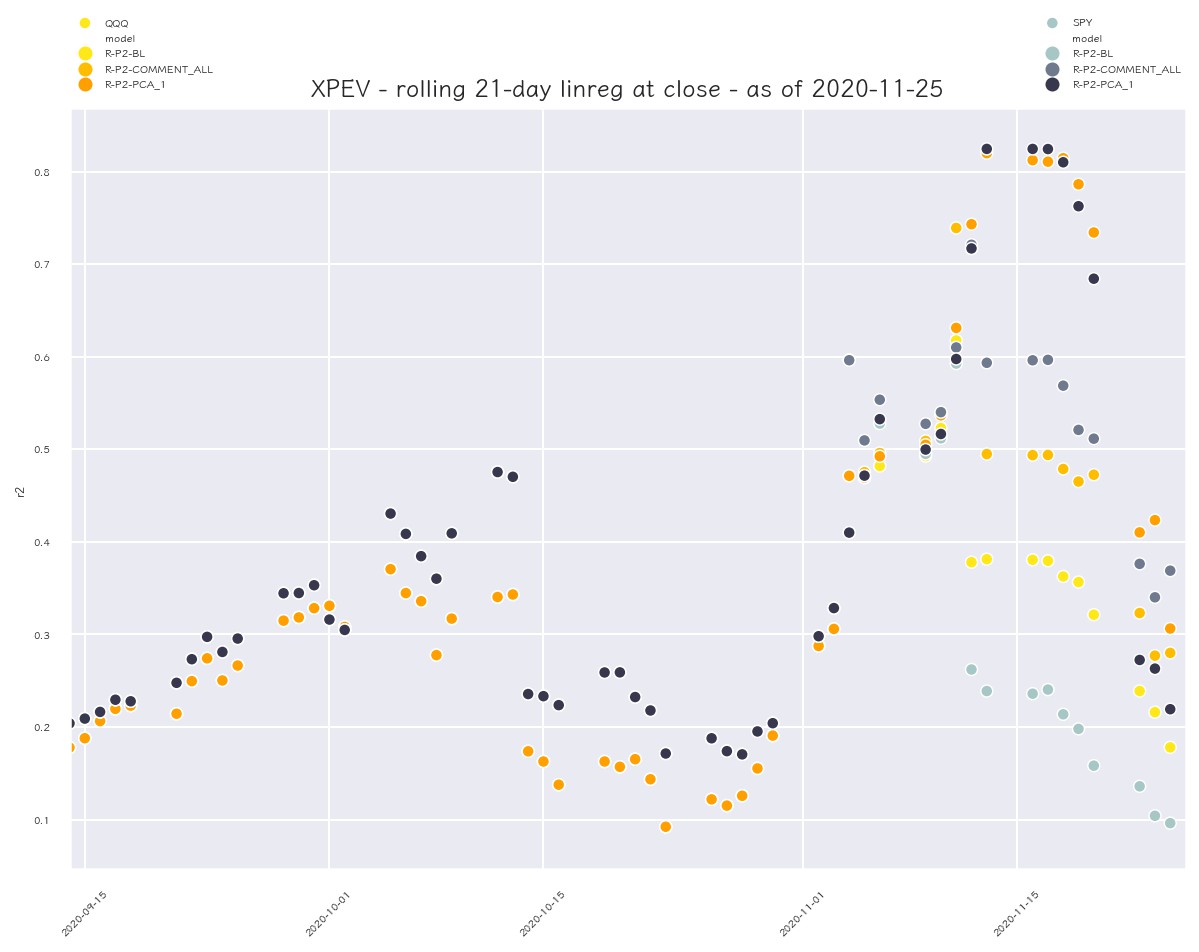 QQQ
model
R-P2-BL
R-P2-COMMENT_ALL
R-P2-PCA_1
SPY
model
R-P2-BL
R-P2-COMMENT_ALL
R-P2-PCA_1
XPEV - rolling 21-day linreg at close - as of 2020-11-25
r2
0.8
0.7
0.6
0.5
0.4
0.3
0.2
0.1
2020-09-15
2020-10-01
2020-10-15
2020-11-01
2020-11-15